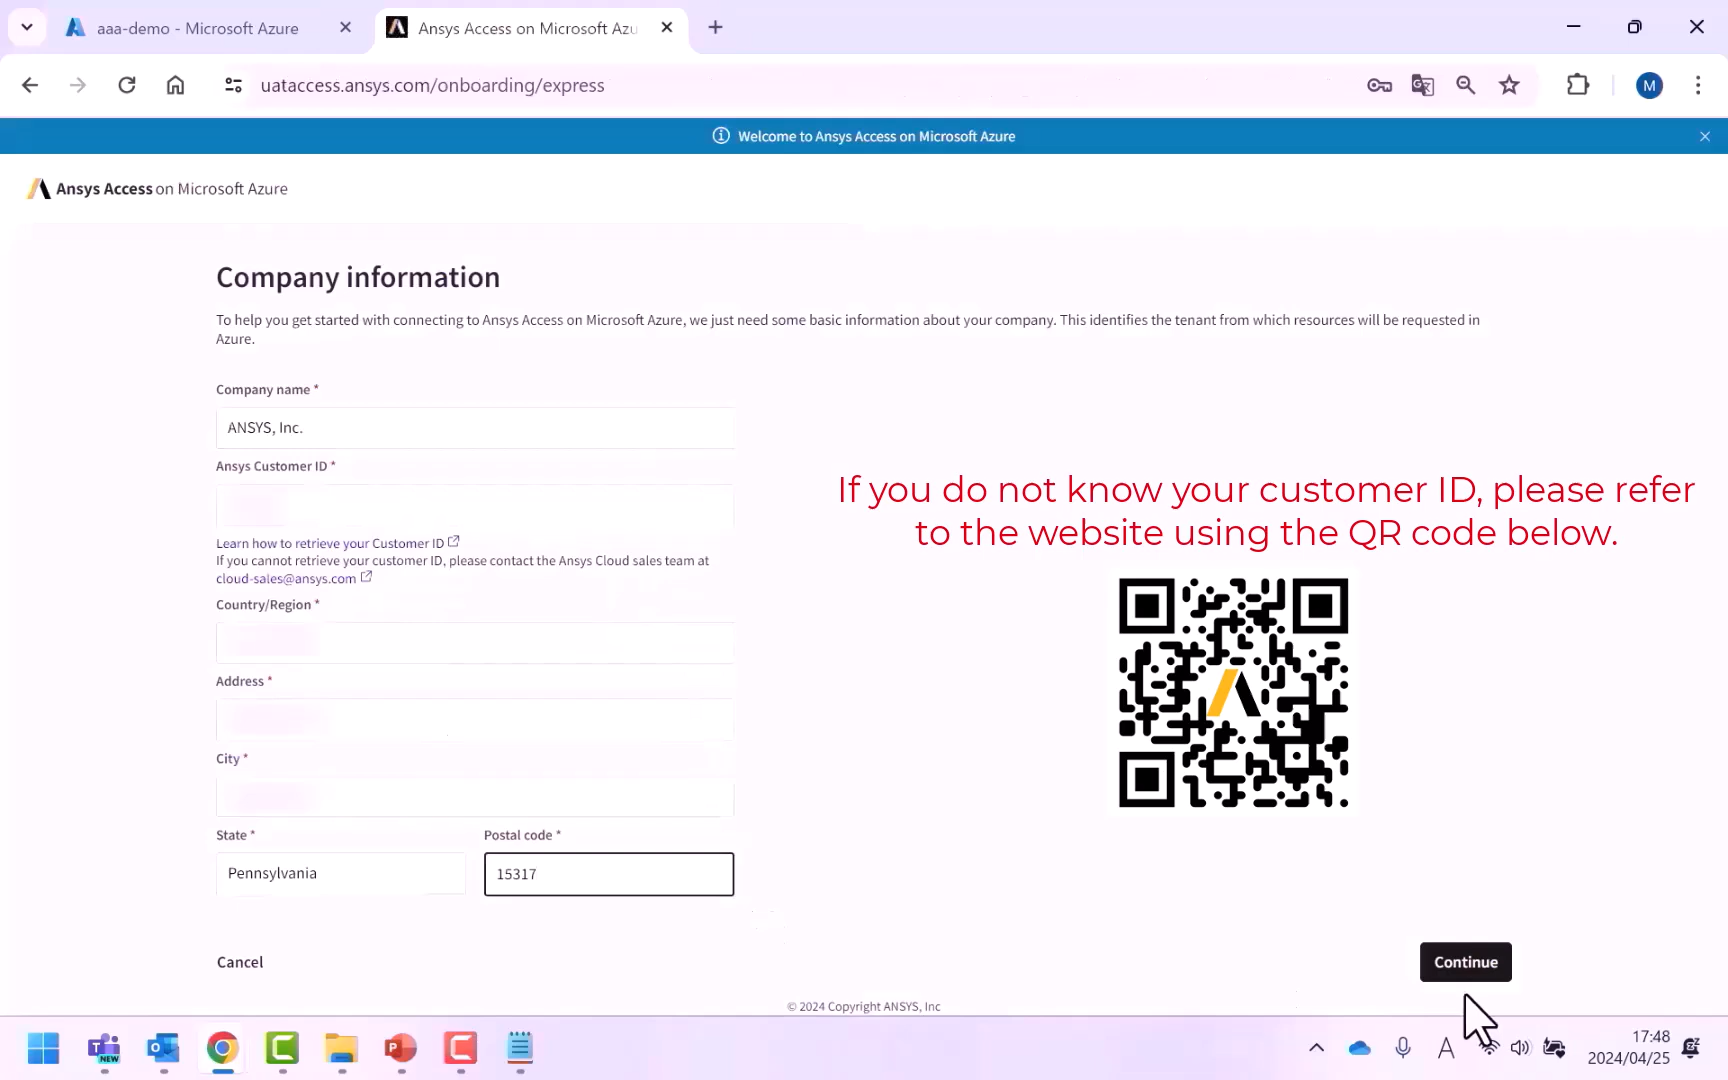 aaa-demo - Microsoft Azure
Ansys Access on Microsoft Azu
uataccess.ansys.com/onboarding/express
M
Welcome to Ansys Access on Microsoft Azure
Ansys Access on Microsoft Azure
Company information
To help you get started with connecting to Ansys Access on Microsoft Azure, we just need some basic information about your company. This identifies the tenant from which resources will be requested in
Azure.
Company name *
ANSYS, Inc.
Ansys Customer ID *
Learn how to retrieve your Customer ID
If you cannot retrieve your customer ID, please contact the Ansys Cloud sales team at
cloud-sales@ansys.com
Country/Region *
Address *
City *
State *
Postal code *
Pennsylvania
15317
If you do not know your customer ID, please refer
to the website using the QR code below.
Cancel
Continue
© 2024 Copyright ANSYS, Inc
NEW
A
17:48
2024/04/25